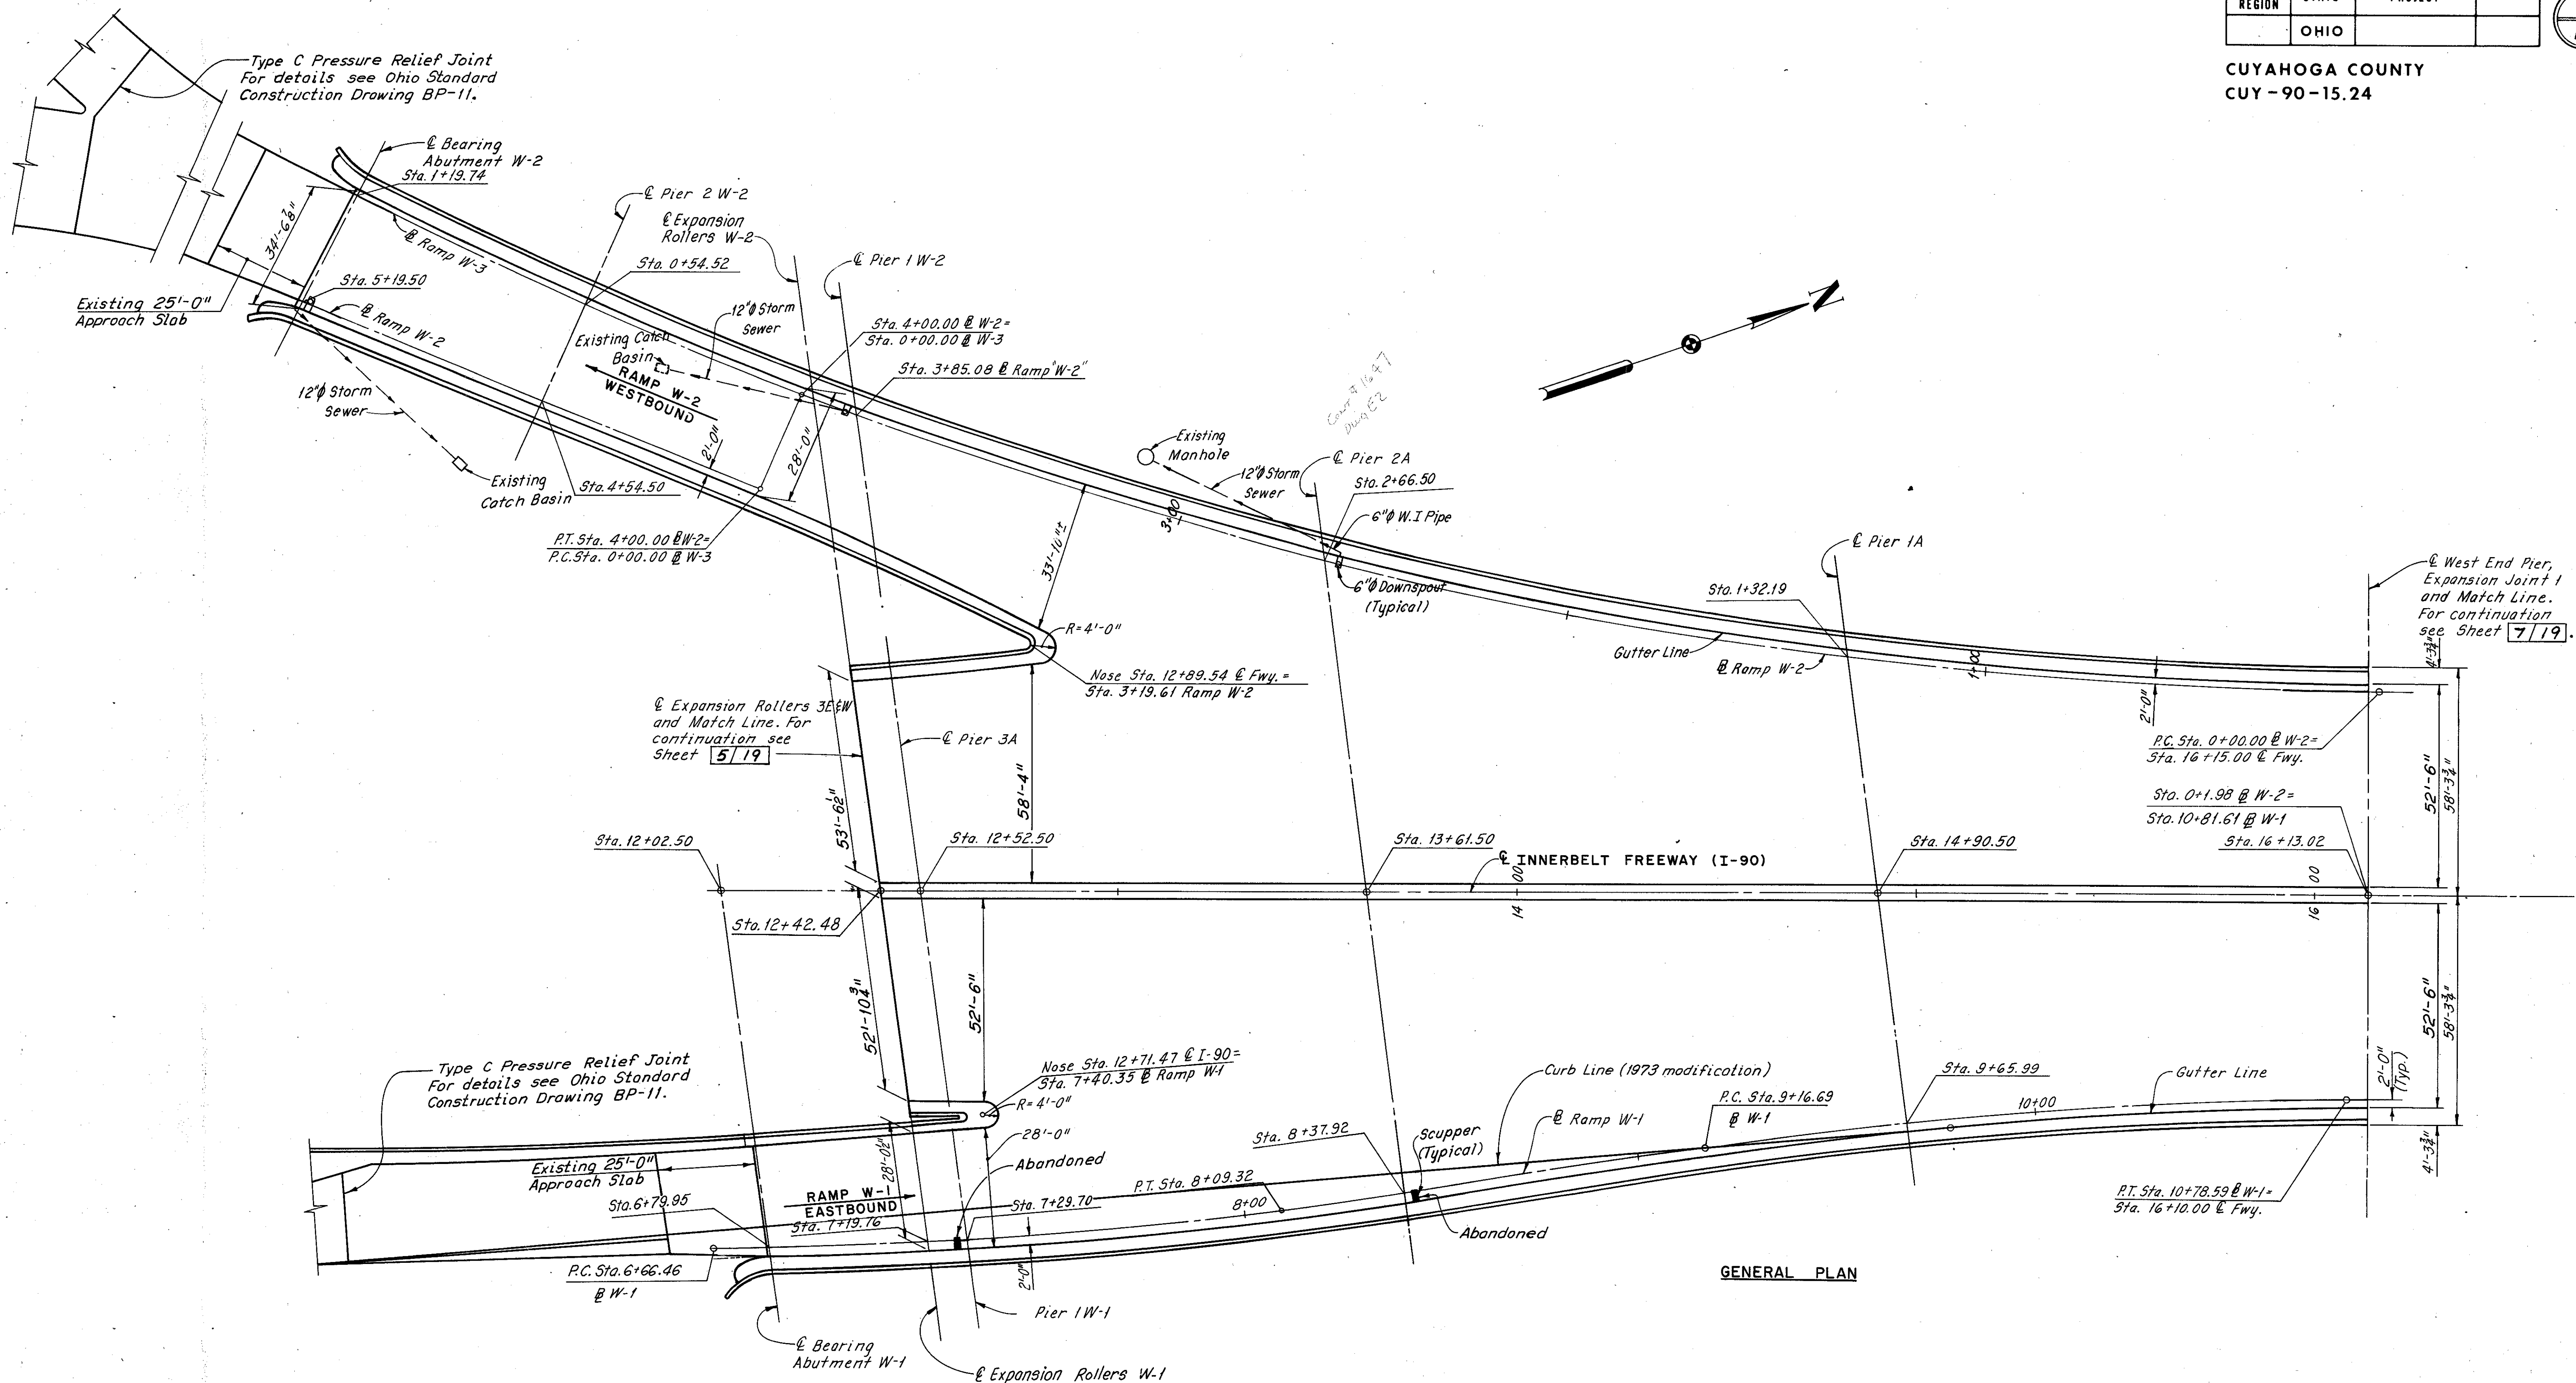 REGION
OHIO
CUYAHOGA COUNTY
CUY-90-15.24
Type C Pressure Relief Joint
For details see Ohio Standard
Construction Drawing BP-11.
℄ Bearing
Abutment W-2
Sta. 1+19.74
34'-6⅞"
℄ Pier 2 W-2
℄ Expansion
Rollers W-2
℄ Pier 1 W-2
Ramp W-3
Sta. 0+54.52
Sta. 5+19.50
Existing 25'-0"
Approach Slab
Ramp W-2
12"ϕ Storm
Sewer
Existing Catch
Basin
Sta. 4+00.00 B W-2=
Sta. 0+00.00 B W-3
Sta. 3+85.08 B Ramp "W-2"
RAMP W-2
WESTBOUND
12"ϕ Storm
Sewer
2'-0"
28'-0"
Existing
Catch Basin
Sta. 4+54.50
P.T. Sta. 4+00.00 B W-2=
P.C. Sta. 0+00.00 B W-3
Existing
Manhole
12"ϕ Storm
Sewer
℄ Pier 2A
Sta. 2+66.50
6"ϕ W.I Pipe
3+00
33'-10"±
6"ϕ Downspout
(Typical)
℄ Pier 1A
Sta. 1+32.19
N
℄ West End Pier,
Expansion Joint 1
and Match Line.
For continuation
see Sheet 7/19.
Gutter Line
B Ramp W-2
1+00
4'-3¾"
2'-0"
R=4'-0"
Nose Sta. 12+89.54 ℄ Fwy. =
Sta. 3+19.61 Ramp W-2
℄ Expansion Rollers 3E&W
and Match Line. For
continuation see
Sheet 5/19
℄ Pier 3A
58'-4"
53'-6½"
P.C. Sta. 0+00.00 B W-2=
Sta. 16+15.00 ℄ Fwy.
52'-6"
58'-3¾"
Sta. 0+1.98 B W-2=
Sta. 10+81.61 B W-1
Sta. 16+13.02
Sta. 12+02.50
Sta. 12+52.50
Sta. 13+61.50
℄ INNERBELT FREEWAY (I-90)
Sta. 14+90.50
14 00
16 00
Sta. 12+42.48
52'-10¾"
52'-6"
52'-6"
58'-3¾"
Type C Pressure Relief Joint
For details see Ohio Standard
Construction Drawing BP-11.
Nose Sta. 12+71.47 ℄ I-90=
Sta. 7+40.35 B Ramp W-1
R=4'-0"
Curb Line (1973 modification)
Sta. 9+65.99
Gutter Line
2'-0"
(Typ.)
P.C. Sta. 9+16.69
B W-1
10+00
28'-0"
28'-0½"
Abandoned
Sta. 8+37.92
Scupper
(Typical)
B Ramp W-1
4'-3¾"
Existing 25'-0"
Approach Slab
RAMP W-1
EASTBOUND
Sta. 6+79.95
Sta. 7+19.76
Sta. 7+29.70
P.T. Sta. 8+09.32
8+00
P.T. Sta. 10+78.59 B W-1=
Sta. 16+10.00 ℄ Fwy.
Abandoned
P.C. Sta. 6+66.46
B W-1
2'-0"
GENERAL PLAN
Pier 1 W-1
℄ Bearing
Abutment W-1
℄ Expansion Rollers W-1